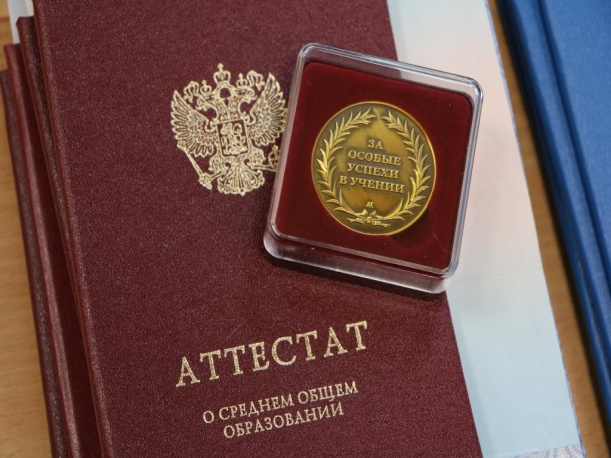 ЗА
ОСОБЫЕ
УСПЕХИ
В УЧЕНИИ
АТТЕСТАТ
О СРЕДНЕМ ОБЩЕМ
ОБРАЗОВАНИИ